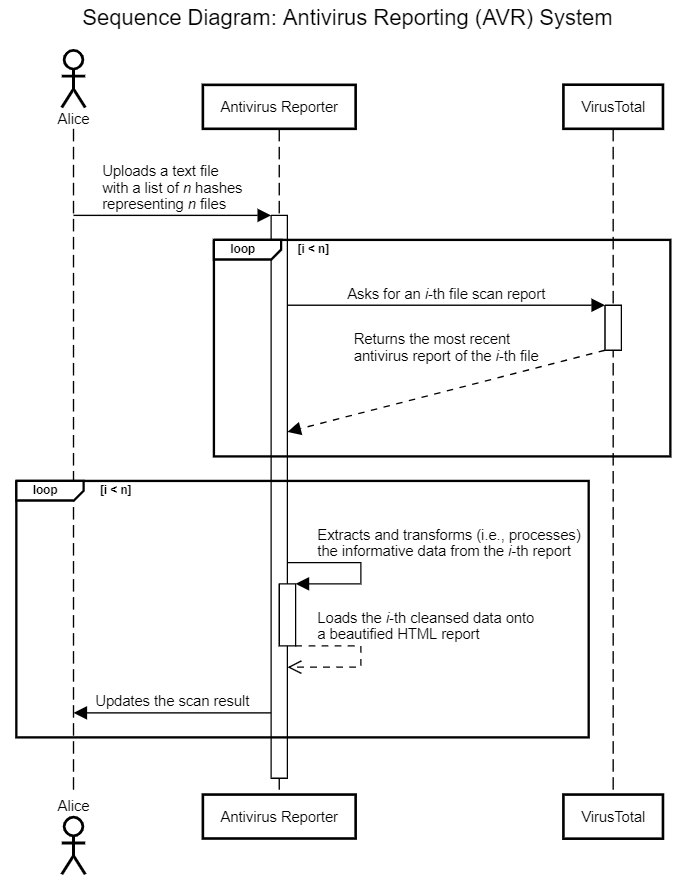 Sequence Diagram: Antivirus Reporting (AVR) System
Alice
Antivirus Reporter
VirusTotal
Uploads a text file
with a list of n hashes
representing n files
loop
[i < n]
Asks for an i-th file scan report
Returns the most recent
antivirus report of the i-th file
loop
[i < n]
Extracts and transforms (i.e., processes)
the informative data from the i-th report
Loads the i-th cleansed data onto
a beautified HTML report
Updates the scan result
Alice
Antivirus Reporter
VirusTotal